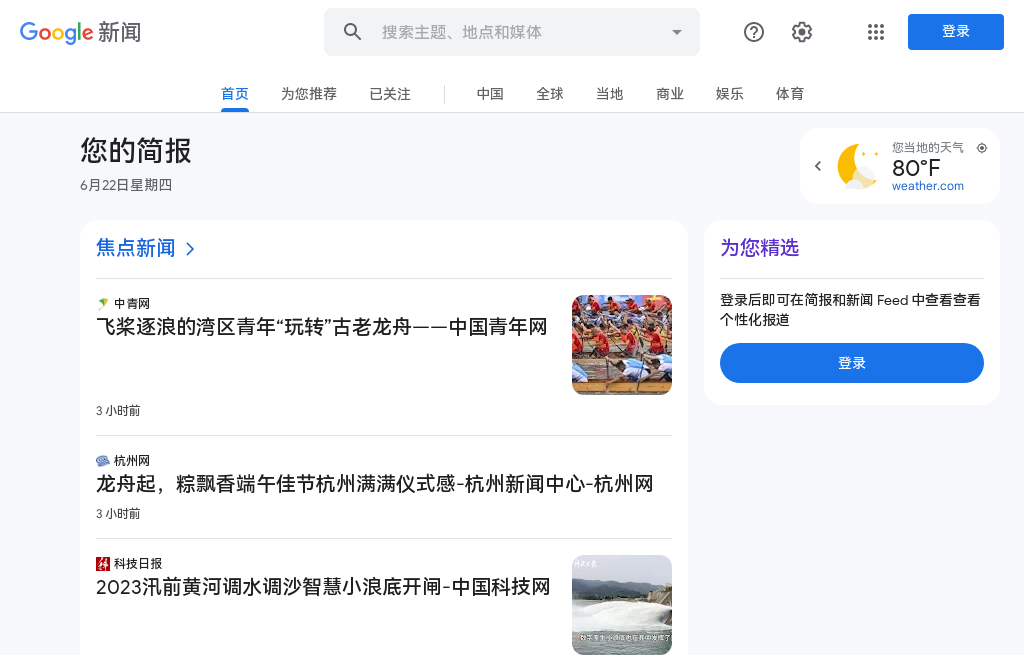 Google 新闻
搜索主题、地点和媒体
登录
首页
为您推荐
已关注
中国
全球
当地
商业
娱乐
体育
您的简报
6月22日星期四
您当地的天气
80°F
weather.com
焦点新闻
中青网
飞桨逐浪的湾区青年“玩转”古老龙舟——中国青年网
3 小时前
杭州网
龙舟起，粽飘香端午佳节杭州满满仪式感-杭州新闻中心-杭州网
3 小时前
科技日报
2023汛前黄河调水调沙智慧小浪底开闸-中国科技网
科技日报
为您精选
登录后即可在简报和新闻 Feed 中查看查看
个性化报道
登录